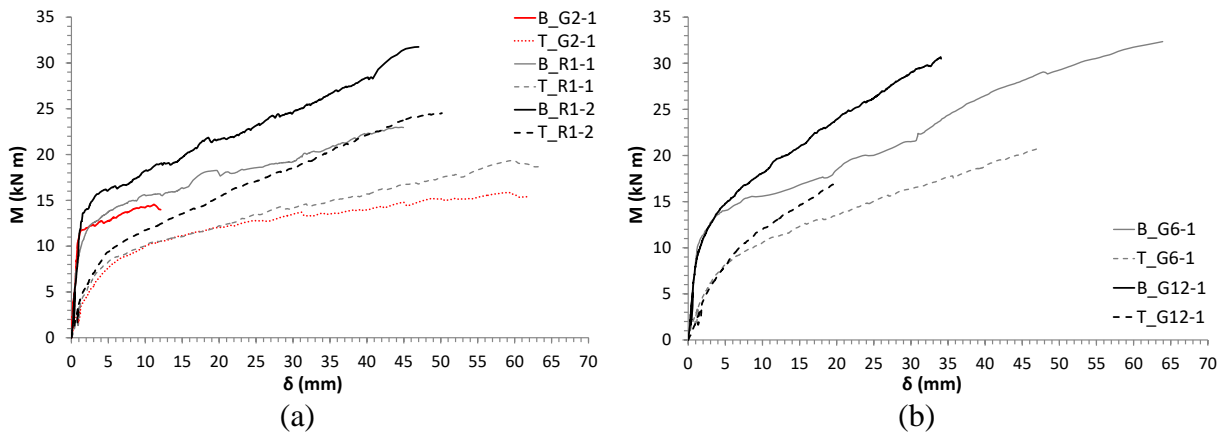 35
30
25
20
15
10
5
0
M (kN m)
0 5 10 15 20 25 30 35 40 45 50 55 60 65 70
δ (mm)
B_G2-1
T_G2-1
B_R1-1
T_R1-1
B_R1-2
T_R1-2
(a)
35
30
25
20
15
10
5
0
M (kN m)
0 5 10 15 20 25 30 35 40 45 50 55 60 65 70
δ (mm)
B_G6-1
T_G6-1
B_G12-1
T_G12-1
(b)